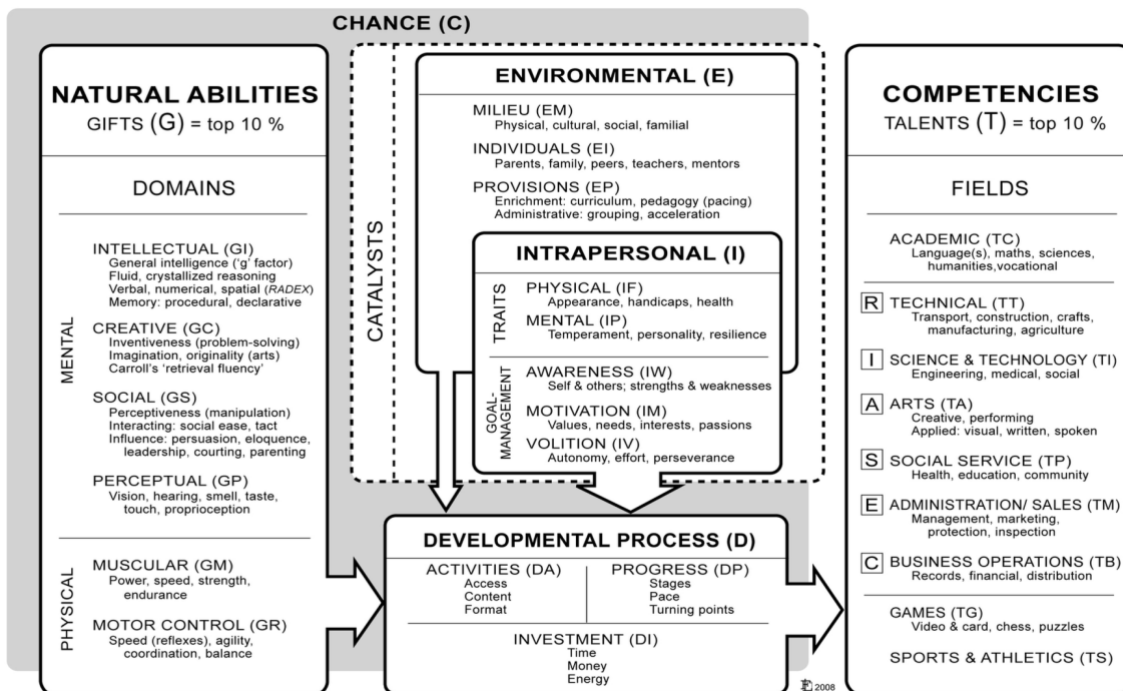 CHANCE (C)
NATURAL ABILITIES
GIFTS (G) = top 10 %
DOMAINS
MENTAL
INTELLECTUAL (GI)
General intelligence ('g' factor)
Fluid, crystallized reasoning
Verbal, numerical, spatial (RADEX)
Memory: procedural, declarative
CREATIVE (GC)
Inventiveness (problem-solving)
Imagination, originality (arts)
Carroll's 'retrieval fluency'
SOCIAL (GS)
Perceptiveness (manipulation)
Interacting: social ease, tact
Influence: persuasion, eloquence,
leadership, courting, parenting
PERCEPTUAL (GP)
Vision, hearing, smell, taste,
touch, proprioception
PHYSICAL
MUSCULAR (GM)
Power, speed, strength,
endurance
MOTOR CONTROL (GR)
Speed (reflexes), agility,
coordination, balance
CATALYSTS
ENVIRONMENTAL (E)
MILIEU (EM)
Physical, cultural, social, familial
INDIVIDUALS (EI)
Parents, family, peers, teachers, mentors
PROVISIONS (EP)
Enrichment: curriculum, pedagogy (pacing)
Administrative: grouping, acceleration
INTRAPERSONAL (I)
TRAITS
PHYSICAL (IF)
Appearance, handicaps, health
MENTAL (IP)
Temperament, personality, resilience
GOAL-
MANAGEMENT
AWARENESS (IW)
Self & others; strengths & weaknesses
MOTIVATION (IM)
Values, needs, interests, passions
VOLITION (IV)
Autonomy, effort, perseverance
DEVELOPMENTAL PROCESS (D)
ACTIVITIES (DA)
Access
Content
Format
PROGRESS (DP)
Stages
Pace
Turning points
INVESTMENT (DI)
Time
Money
Energy
COMPETENCIES
TALENTS (T) = top 10 %
FIELDS
ACADEMIC (TC)
Language(s), maths, sciences,
humanities,vocational
R TECHNICAL (TT)
Transport, construction, crafts,
manufacturing, agriculture
I SCIENCE & TECHNOLOGY (TI)
Engineering, medical, social
A ARTS (TA)
Creative, performing
Applied: visual, written, spoken
S SOCIAL SERVICE (TP)
Health, education, community
E ADMINISTRATION/ SALES (TM)
Management, marketing,
protection, inspection
C BUSINESS OPERATIONS (TB)
Records, financial, distribution
GAMES (TG)
Video & card, chess, puzzles
SPORTS & ATHLETICS (TS)
2008